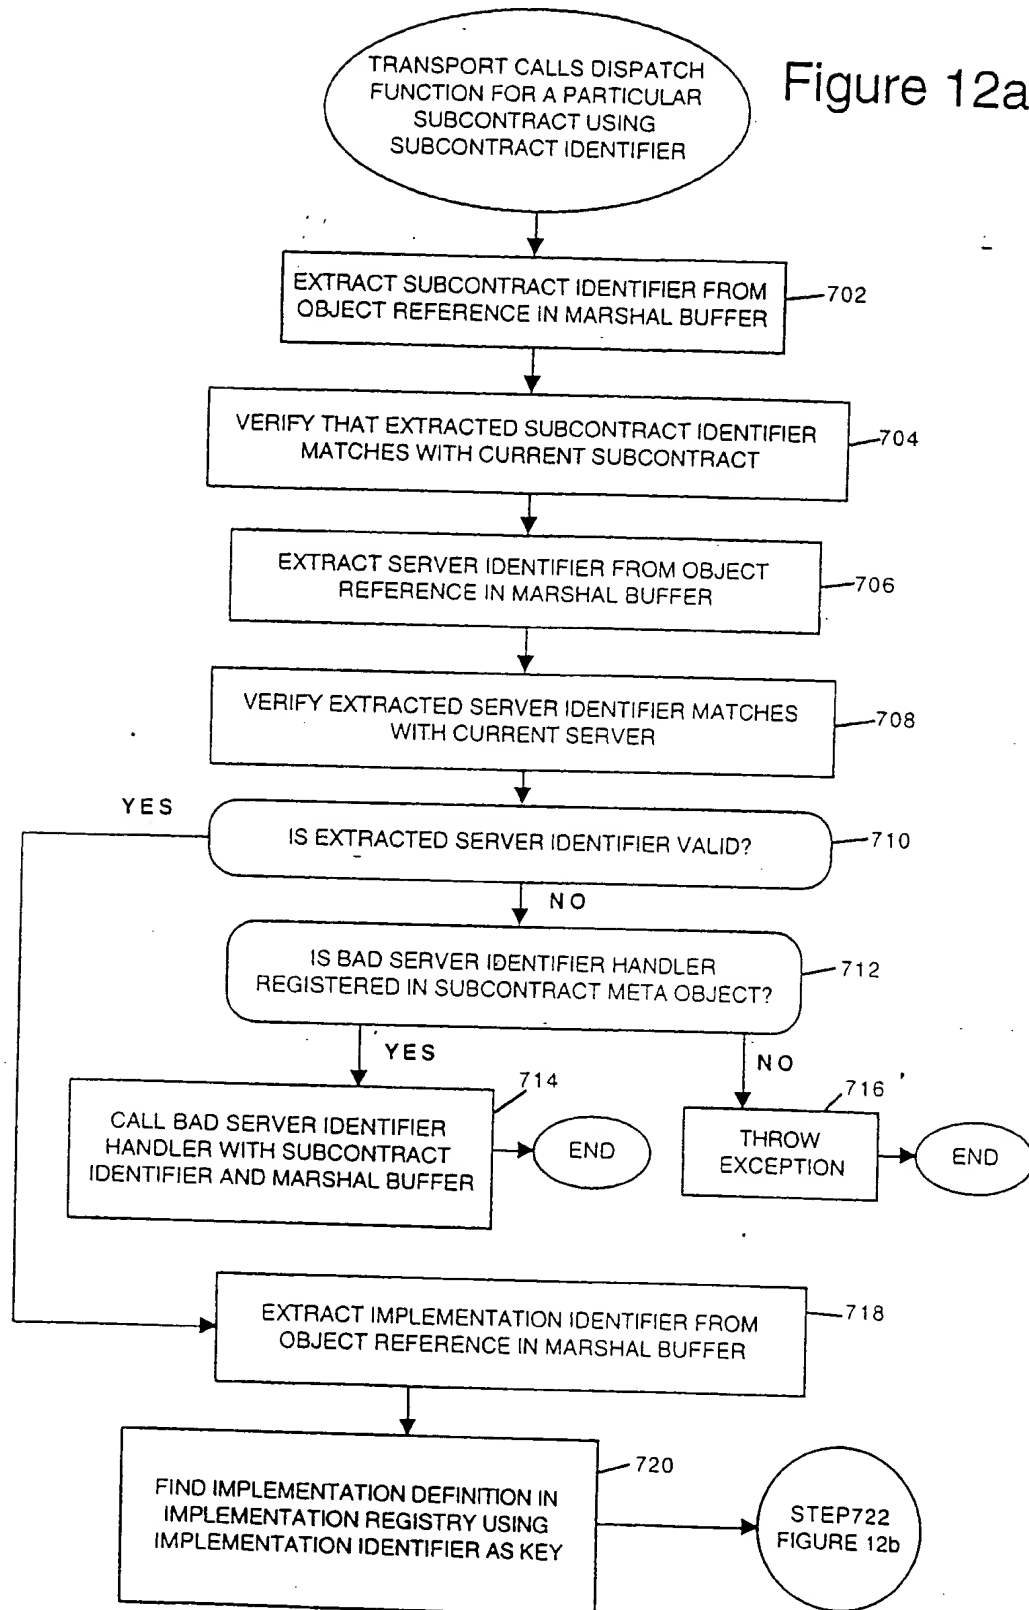 Figure 12a
TRANSPORT CALLS DISPATCH
FUNCTION FOR A PARTICULAR
SUBCONTRACT USING
SUBCONTRACT IDENTIFIER
EXTRACT SUBCONTRACT IDENTIFIER FROM
OBJECT REFERENCE IN MARSHAL BUFFER
702
VERIFY THAT EXTRACTED SUBCONTRACT IDENTIFIER
MATCHES WITH CURRENT SUBCONTRACT
704
EXTRACT SERVER IDENTIFIER FROM OBJECT
REFERENCE IN MARSHAL BUFFER
706
VERIFY EXTRACTED SERVER IDENTIFIER MATCHES
WITH CURRENT SERVER
708
YES
IS EXTRACTED SERVER IDENTIFIER VALID?
710
NO
IS BAD SERVER IDENTIFIER HANDLER
REGISTERED IN SUBCONTRACT META OBJECT?
712
YES
NO
714
CALL BAD SERVER IDENTIFIER
HANDLER WITH SUBCONTRACT
IDENTIFIER AND MARSHAL BUFFER
END
716
THROW
EXCEPTION
END
EXTRACT IMPLEMENTATION IDENTIFIER FROM
OBJECT REFERENCE IN MARSHAL BUFFER
718
FIND IMPLEMENTATION DEFINITION IN
IMPLEMENTATION REGISTRY USING
IMPLEMENTATION IDENTIFIER AS KEY
720
STEP722
FIGURE 12b